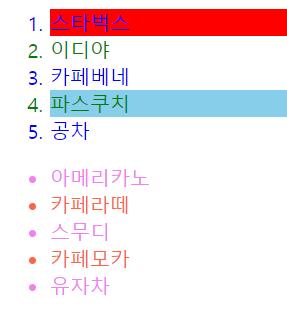 1. 스타벅스
2. 이디야
3. 카페베네
4. 파스쿠치
5. 공차
• 아메리카노
• 카페라떼
• 스무디
• 카페모카
• 유자차